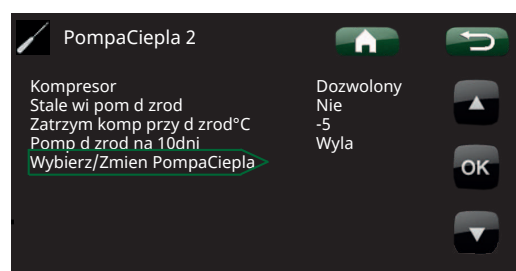 PompaCiepla 2
Kompresor Dozwolony
Stale wi pom d zrod Nie
Zatrzym komp przy d zrod°C -5
Pomp d zrod na 10dni Wyla
Wybierz/Zmien PompaCiepla
OK